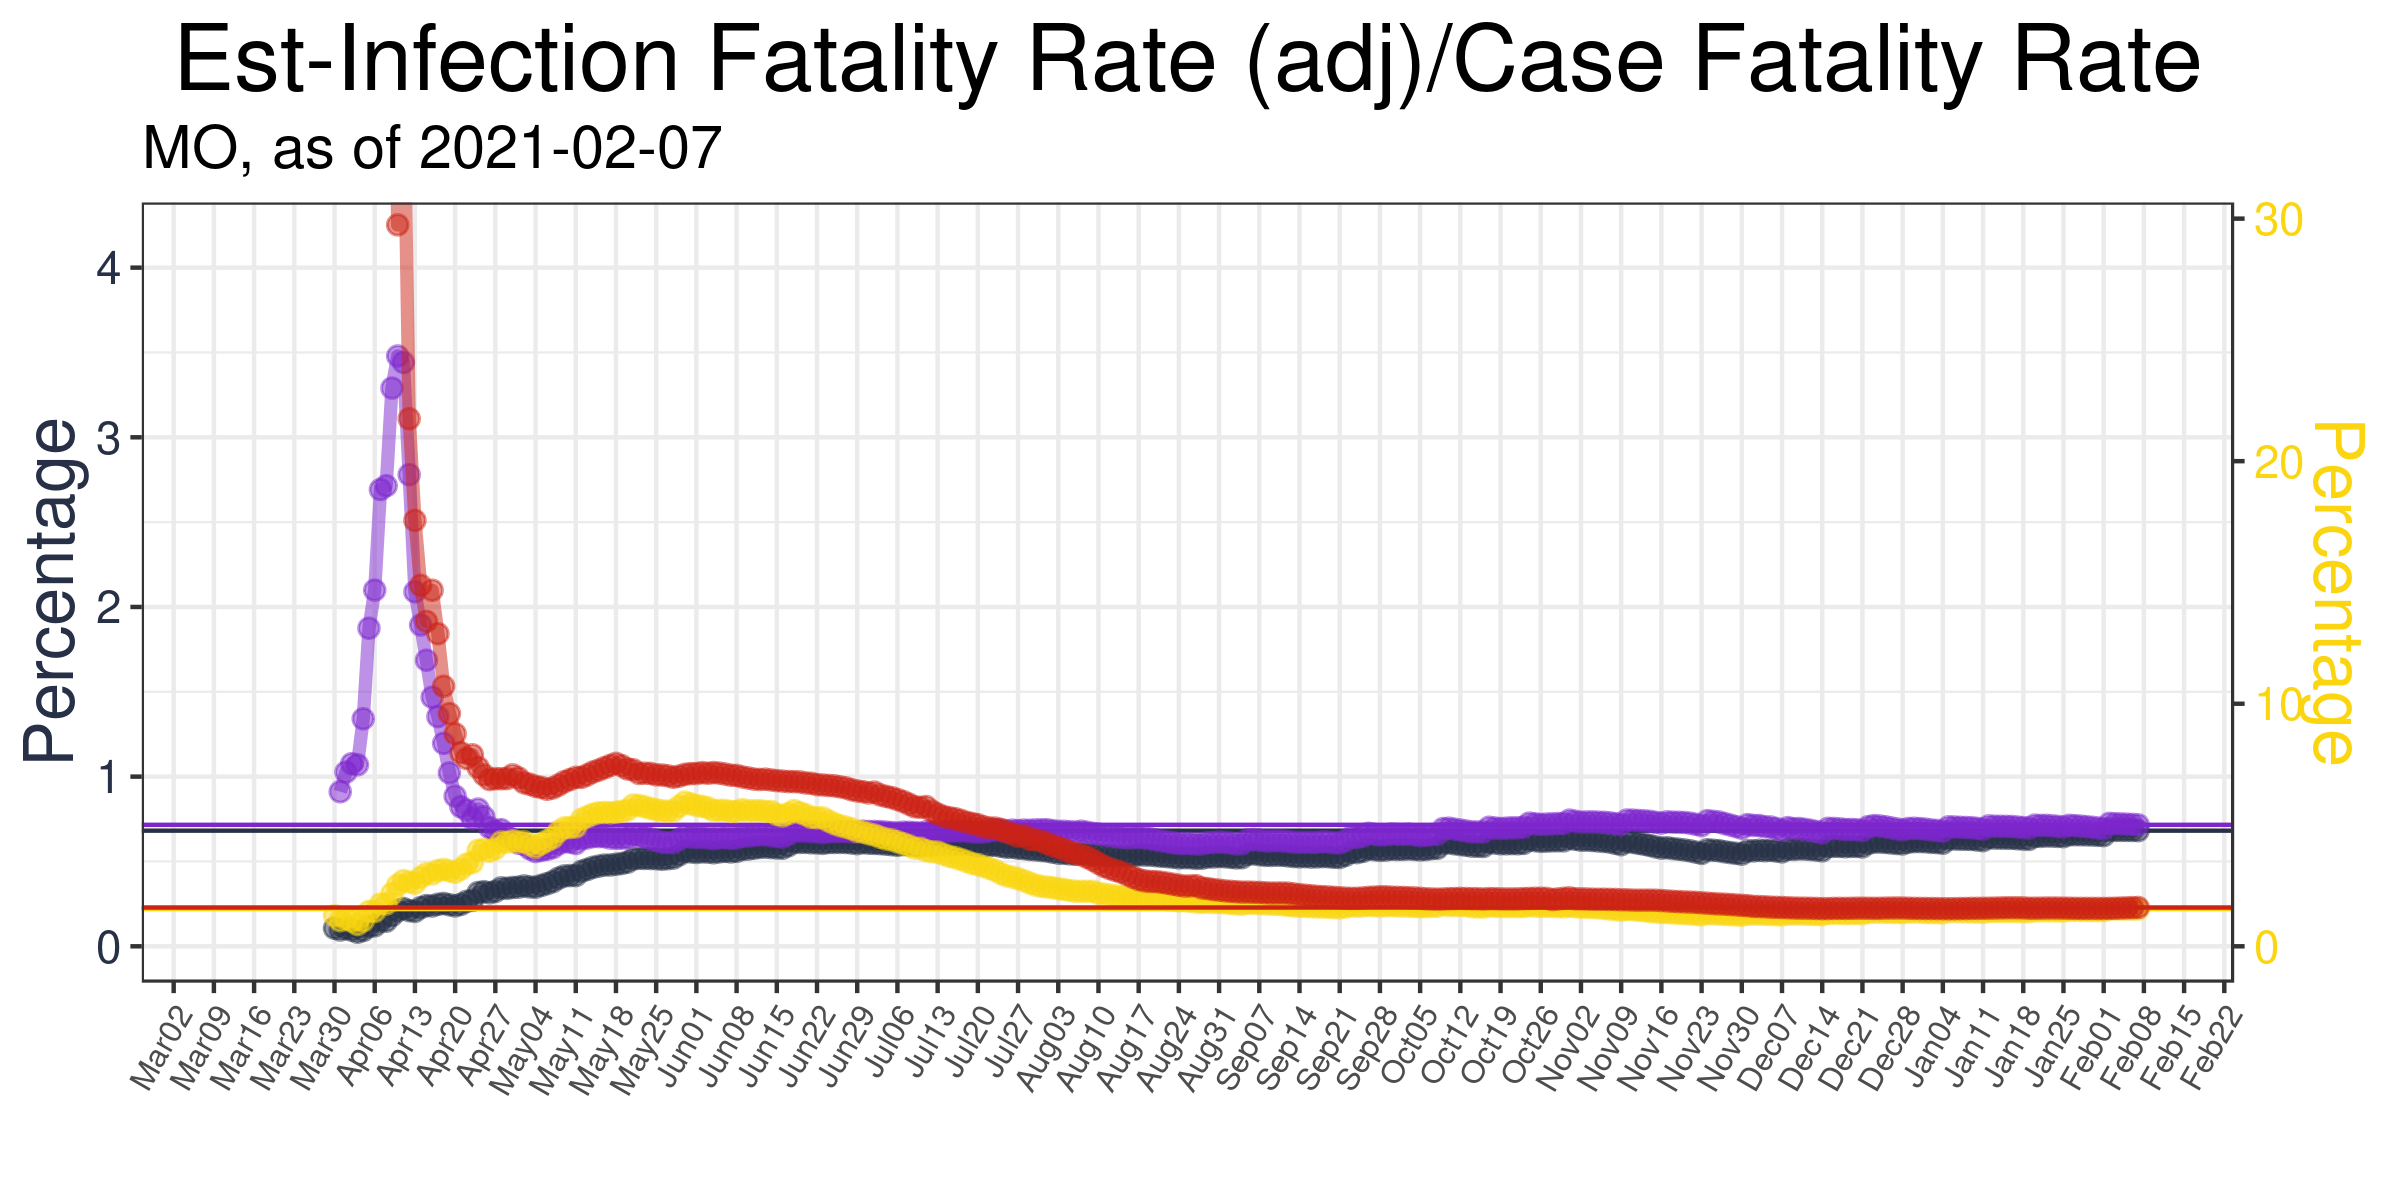 Est-Infection Fatality Rate (adj)/Case Fatality Rate
MO, as of 2021-02-07
Percentage
4
3
2
1
0
30
20
10
0
Percentage
Mar02 Mar09 Mar16 Mar23 Mar30 Apr06 Apr13 Apr20 Apr27 May04 May11 May18 May25 Jun01 Jun08 Jun15 Jun22 Jun29 Jul06 Jul13 Jul20 Jul27 Aug03 Aug10 Aug17 Aug24 Aug31 Sep07 Sep14 Sep21 Sep28 Oct05 Oct12 Oct19 Oct26 Nov02 Nov09 Nov16 Nov23 Nov30 Dec07 Dec14 Dec21 Dec28 Jan04 Jan11 Jan18 Jan25 Feb01 Feb08 Feb15 Feb22